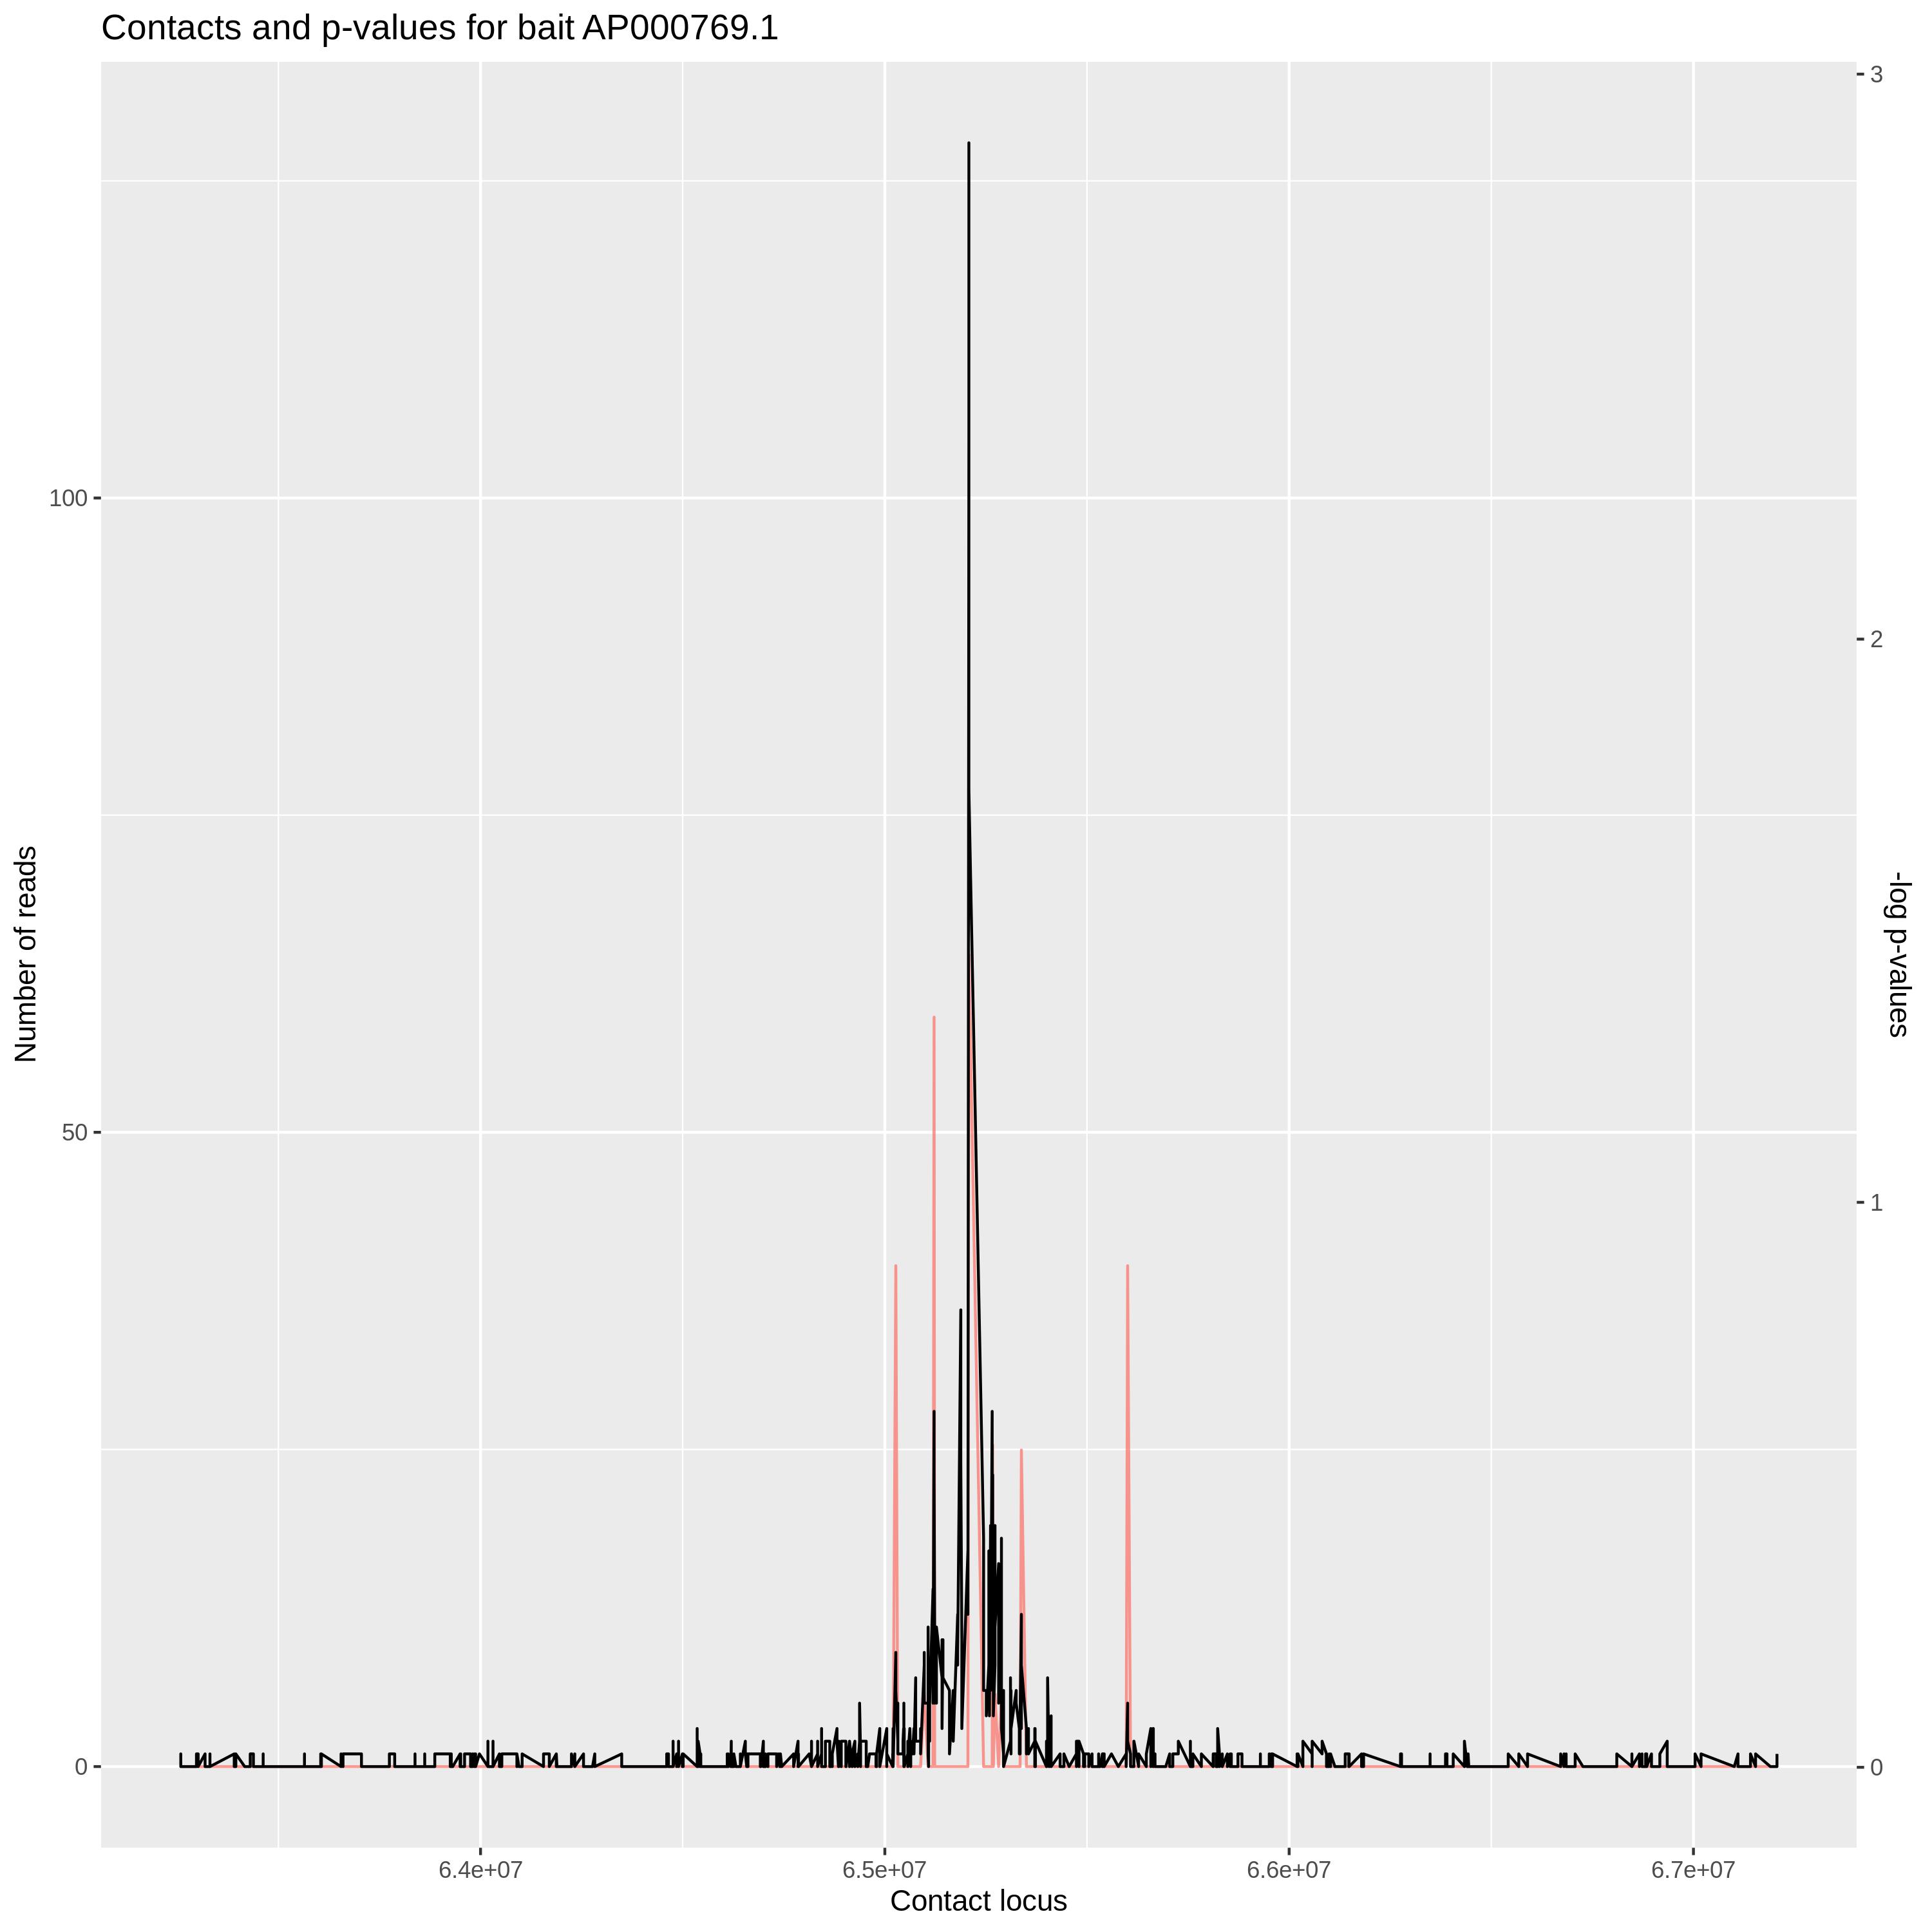 Contacts and p-values for bait AP000769.1
3
100
2
Number of reads
-log p-values
50
1
0
0
6.4e+07
6.5e+07
6.6e+07
6.7e+07
Contact locus